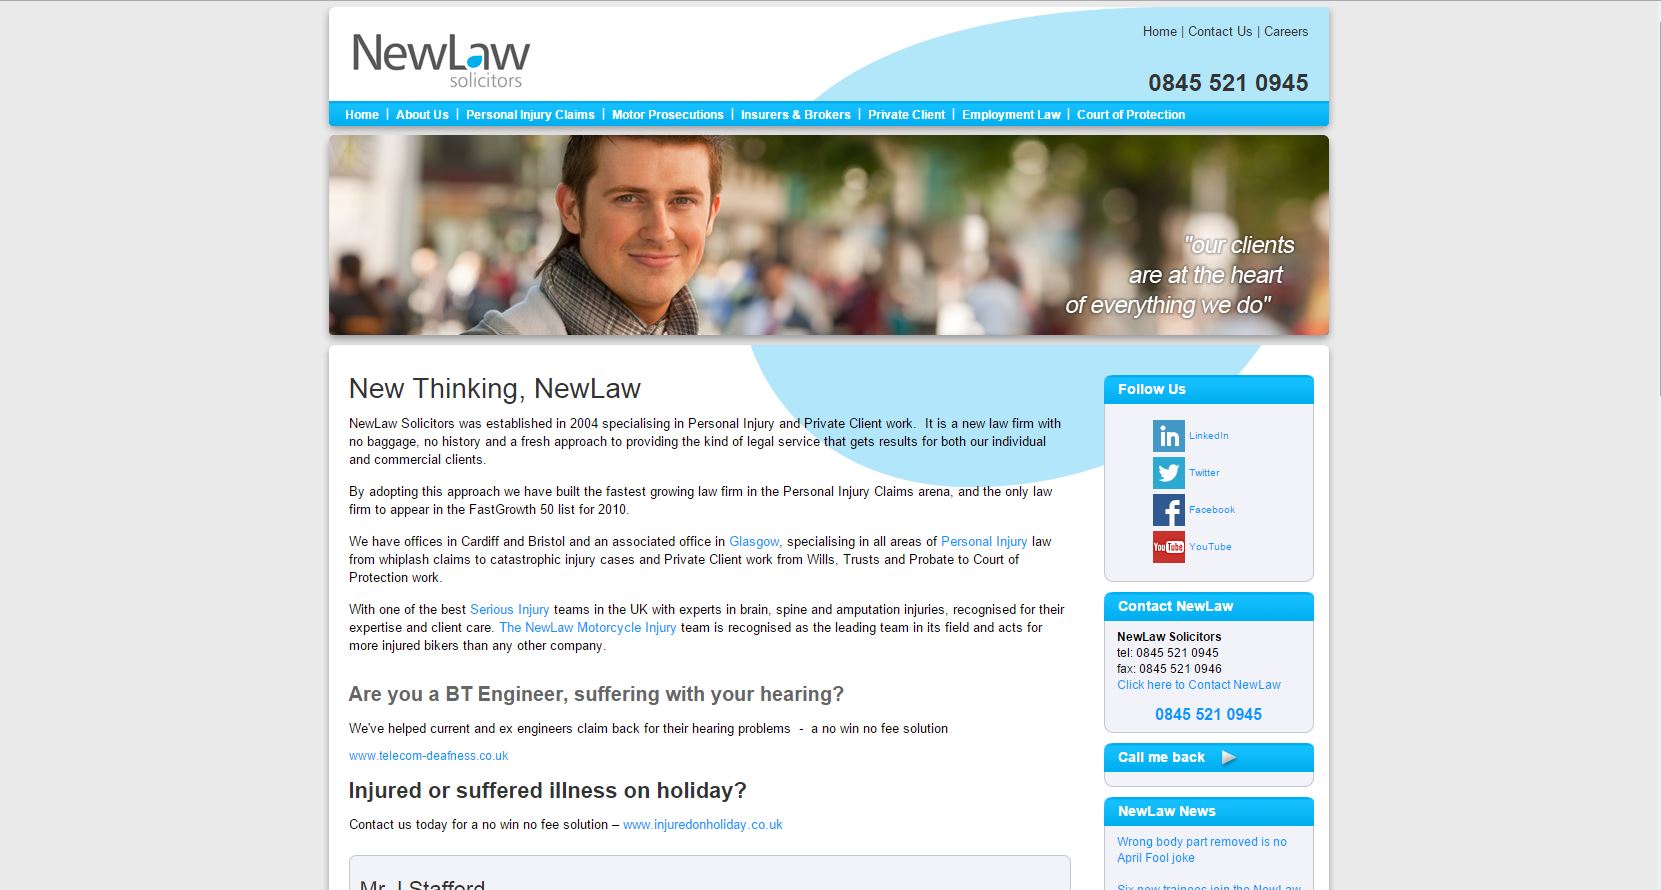 NewLaw
solicitors
Home | Contact Us | Careers
0845 521 0945
Home | About Us | Personal Injury Claims | Motor Prosecutions | Insurers & Brokers | Private Client | Employment Law | Court of Protection
"our clients
are at the heart
of everything we do"
New Thinking, NewLaw
NewLaw Solicitors was established in 2004 specialising in Personal Injury and Private Client work.  It is a new law firm with
no baggage, no history and a fresh approach to providing the kind of legal service that gets results for both our individual
and commercial clients.
By adopting this approach we have built the fastest growing law firm in the Personal Injury Claims arena, and the only law
firm to appear in the FastGrowth 50 list for 2010.
We have offices in Cardiff and Bristol and an associated office in Glasgow, specialising in all areas of Personal Injury law
from whiplash claims to catastrophic injury cases and Private Client work from Wills, Trusts and Probate to Court of
Protection work.
With one of the best Serious Injury teams in the UK with experts in brain, spine and amputation injuries, recognised for their
expertise and client care. The NewLaw Motorcycle Injury team is recognised as the leading team in its field and acts for
more injured bikers than any other company.
Are you a BT Engineer, suffering with your hearing?
We've helped current and ex engineers claim back for their hearing problems  -  a no win no fee solution
www.telecom-deafness.co.uk
Injured or suffered illness on holiday?
Contact us today for a no win no fee solution – www.injuredonholiday.co.uk
Mr J Stafford
Follow Us
in LinkedIn
Twitter
f Facebook
YouTube YouTube
Contact NewLaw
NewLaw Solicitors
tel: 0845 521 0945
fax: 0845 521 0946
Click here to Contact NewLaw
0845 521 0945
Call me back
NewLaw News
Wrong body part removed is no
April Fool joke
Six new trainees join the NewLaw